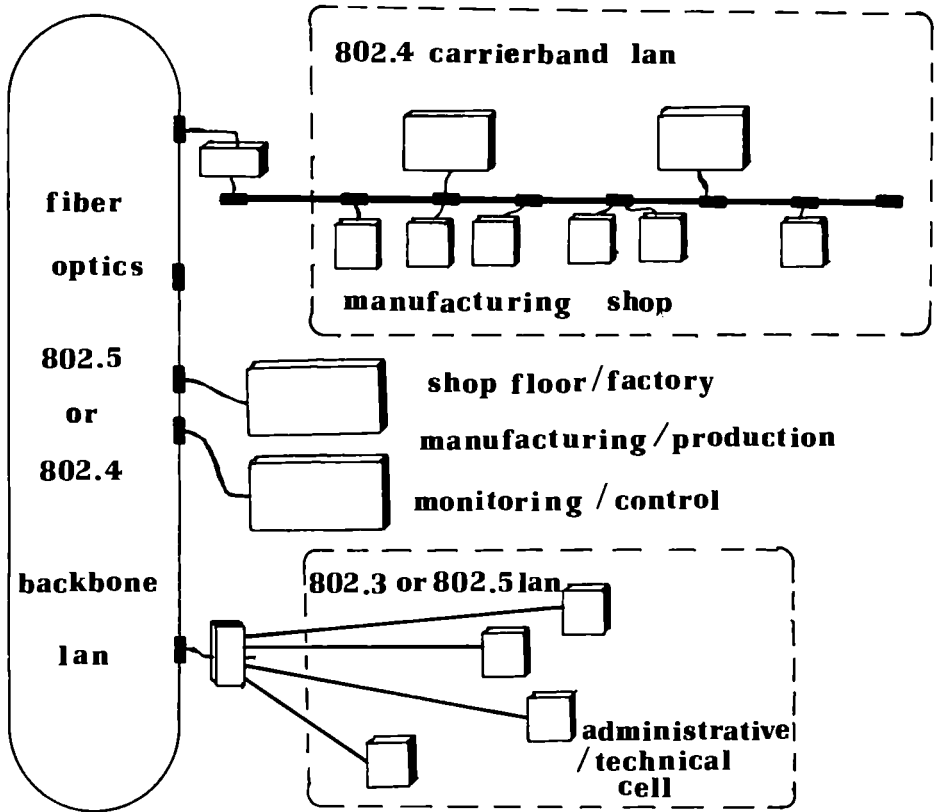 802.4 carrierband lan
manufacturing shop
fiber
optics
802.5
or
802.4
backbone
lan
shop floor/factory
manufacturing/production
monitoring/control
802.3 or 802.5 lan
administrative
/technical
cell